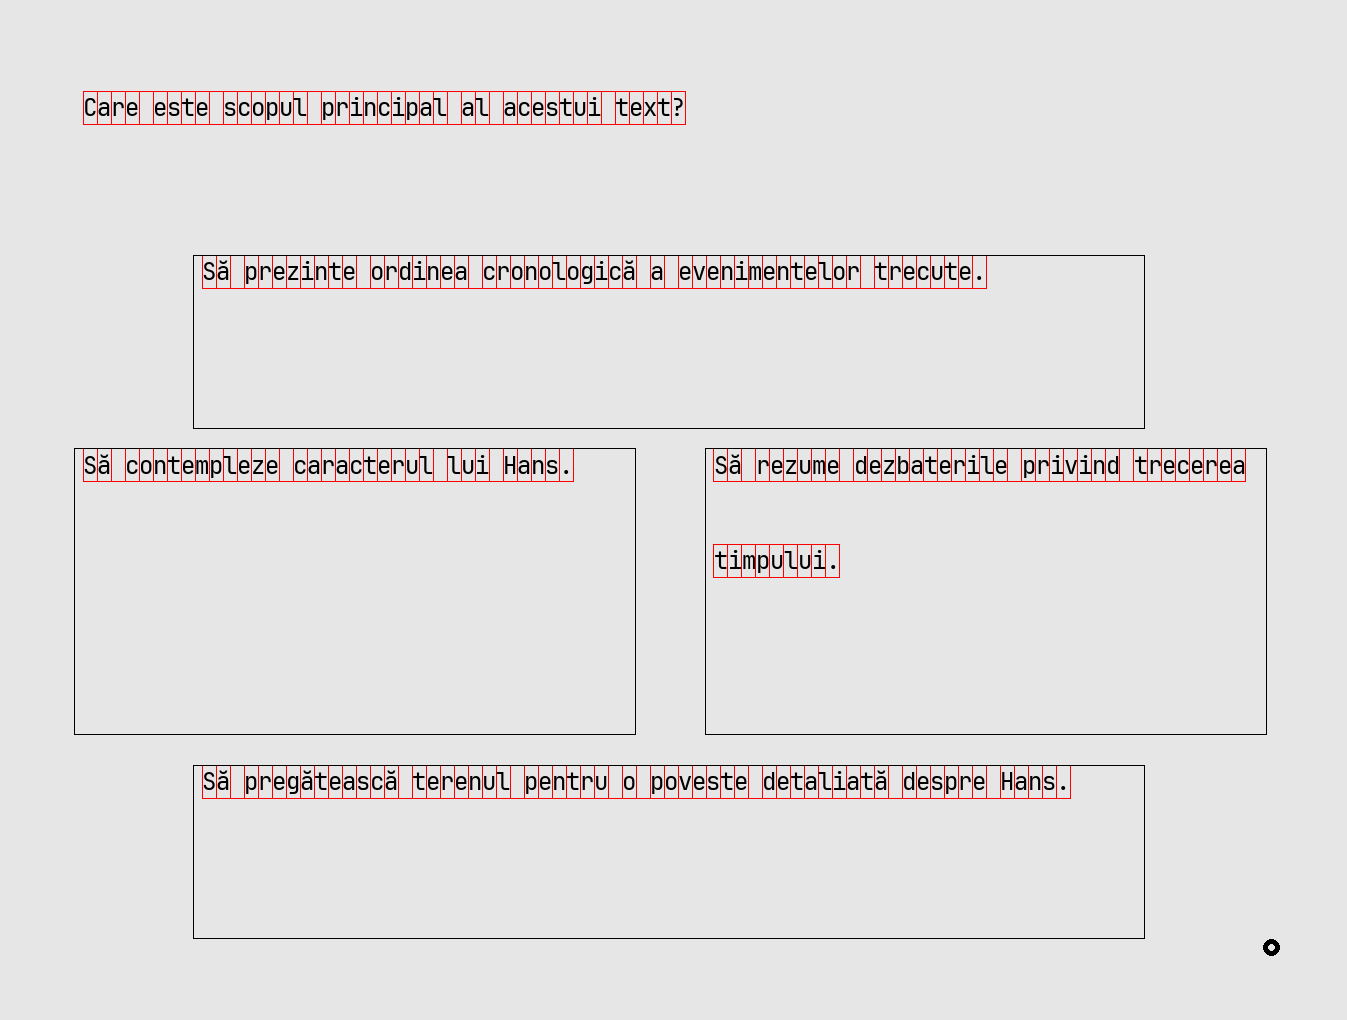 Care este scopul principal al acestui text?
Să prezinte ordinea cronologică a evenimentelor trecute.
Să contempleze caracterul lui Hans.
Să rezume dezbaterile privind trecerea
timpului.
Să pregătească terenul pentru o poveste detaliată despre Hans.